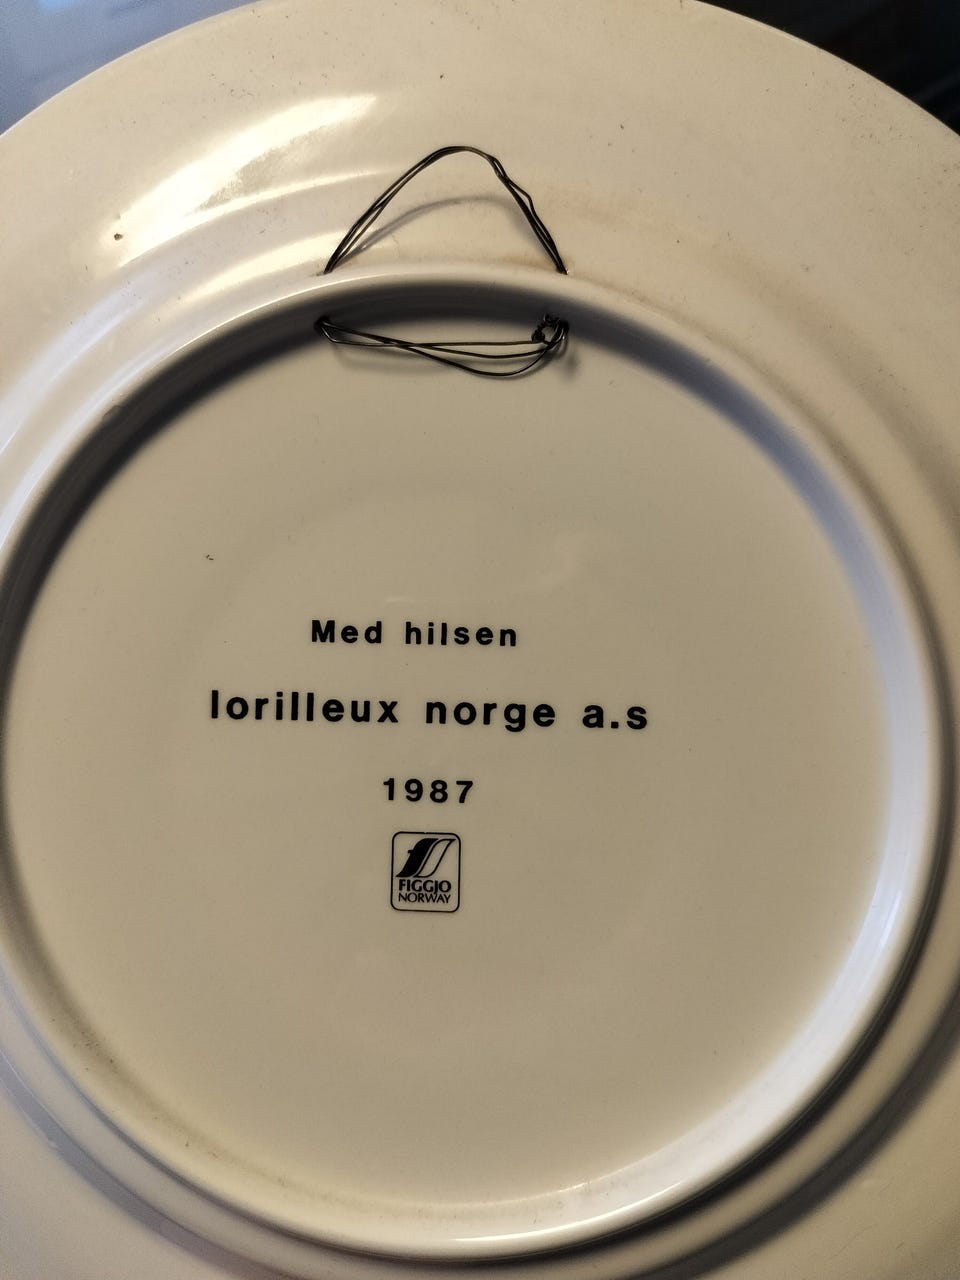 Med hilsen
lorilleux norge a.s
1987
FIGGJO
NORWAY